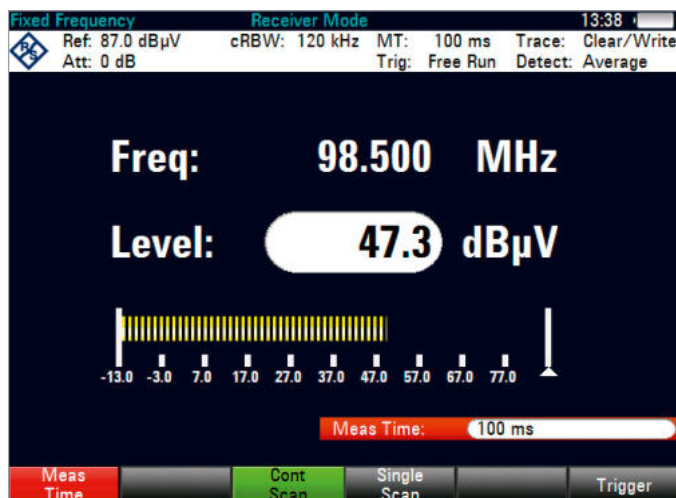 Fixed Frequency Receiver Mode 13:38
Ref: 87.0 dBµV cRBW: 120 kHz MT: 100 ms Trace: Clear/Write
Att: 0 dB Trig: Free Run Detect: Average
Freq: 98.500 MHz
Level: 47.3 dBµV
-13.0 -3.0 7.0 17.0 27.0 37.0 47.0 57.0 67.0 77.0
Meas Time: 100 ms
Meas Cont Single
Time Scan Scan Trigger